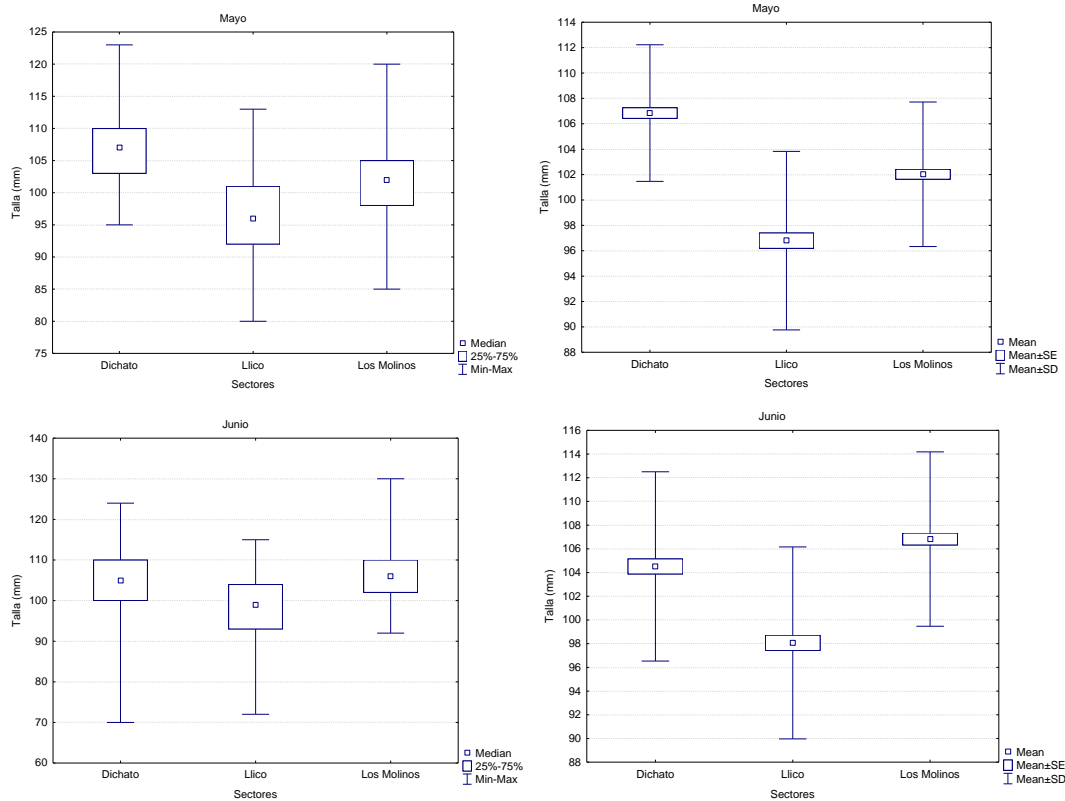 Mayo
125
120
115
110
105
100
95
90
85
80
75
Talla (mm)
Dichato
Llico
Los Molinos
Sectores
Median
25%-75%
Min-Max
Mayo
114
112
110
108
106
104
102
100
98
96
94
92
90
88
Talla (mm)
Dichato
Llico
Los Molinos
Sectores
Mean
Mean±SE
Mean±SD
Junio
140
130
120
110
100
90
80
70
60
Talla (mm)
Dichato
Llico
Los Molinos
Sectores
Median
25%-75%
Min-Max
Junio
116
114
112
110
108
106
104
102
100
98
96
94
92
90
88
Talla (mm)
Dichato
Llico
Los Molinos
Sectores
Mean
Mean±SE
Mean±SD